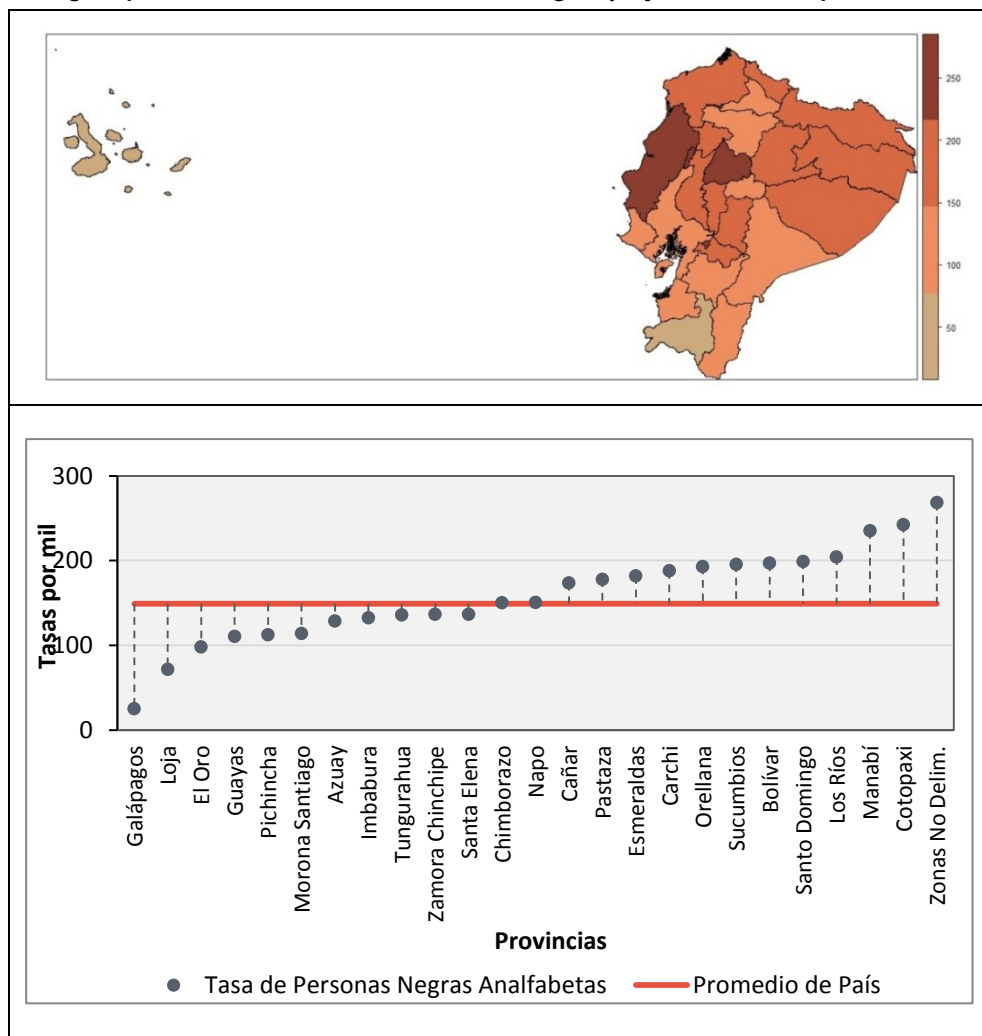 250
200
150
100
50
300
200
100
0
Tasas por mil
Galápagos
Loja
El Oro
Guayas
Pichincha
Morona Santiago
Azuay
Imbabura
Tungurahua
Zamora Chinchipe
Santa Elena
Chimborazo
Napo
Cañar
Pastaza
Esmeraldas
Carchi
Orellana
Sucumbios
Bolívar
Santo Domingo
Los Ríos
Manabí
Cotopaxi
Zonas No Delim.
Provincias
Tasa de Personas Negras Analfabetas
Promedio de País